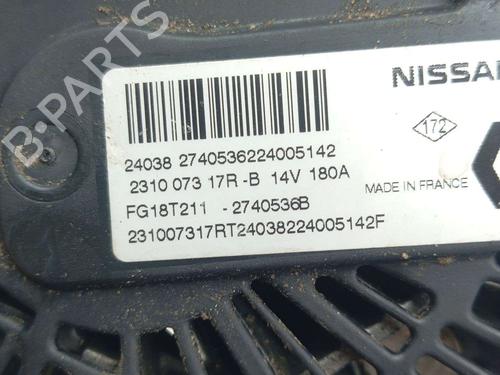 B-PARTS
NISSAN
172
24038 2740536224005142
2310 073 17R -B 14V 180A
MADE IN FRANCE
FG18T211 - 2740536B
231007317RT24038224005142F